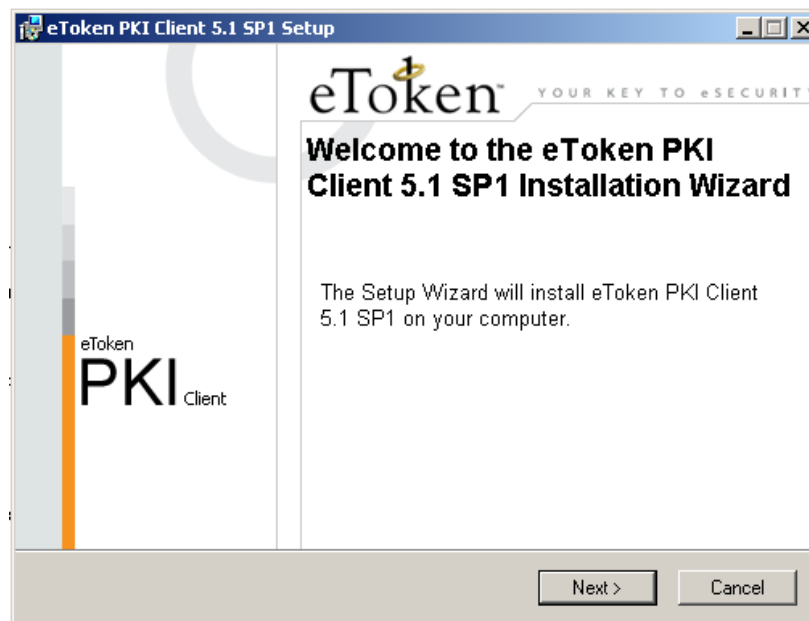 eToken PKI Client 5.1 SP1 Setup
eToken™ YOUR KEY TO eSECURITY
Welcome to the eToken PKI
Client 5.1 SP1 Installation Wizard
The Setup Wizard will install eToken PKI Client
5.1 SP1 on your computer.
eToken
PKI Client
Next >
Cancel